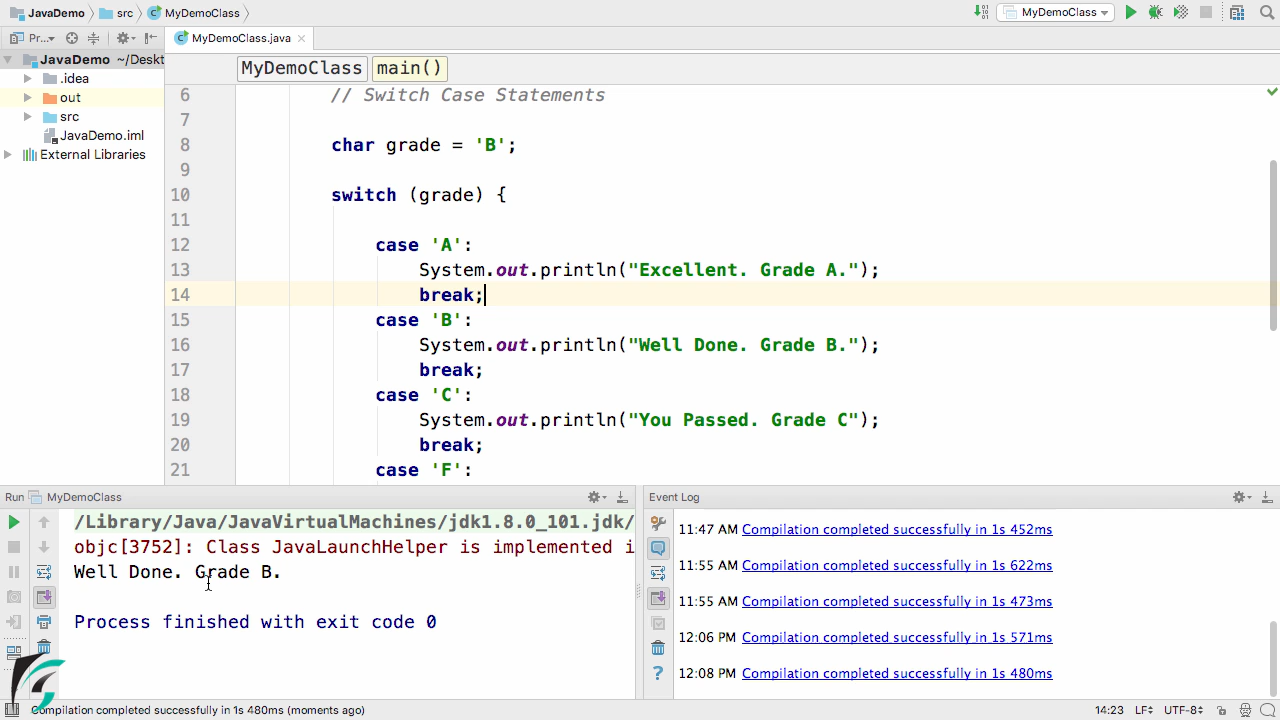 JavaDemo src MyDemoClass
MyDemoClass
Pr...
MyDemoClass.java
JavaDemo ~/Deskt
.idea
out
src
JavaDemo.iml
External Libraries
MyDemoClass main()
6 // Switch Case Statements
7
8 char grade = 'B';
9
10 switch (grade) {
11
12 case 'A':
13 System.out.println("Excellent. Grade A.");
14 break;
15 case 'B':
16 System.out.println("Well Done. Grade B.");
17 break;
18 case 'C':
19 System.out.println("You Passed. Grade C");
20 break;
21 case 'F':
Run MyDemoClass
/Library/Java/JavaVirtualMachines/jdk1.8.0_101.jdk/
objc[3752]: Class JavaLaunchHelper is implemented i
Well Done. Grade B.
Process finished with exit code 0
Event Log
11:47 AM Compilation completed successfully in 1s 452ms
11:55 AM Compilation completed successfully in 1s 622ms
11:55 AM Compilation completed successfully in 1s 473ms
12:06 PM Compilation completed successfully in 1s 571ms
12:08 PM Compilation completed successfully in 1s 480ms
Compilation completed successfully in 1s 480ms (moments ago)
14:23 LF UTF-8